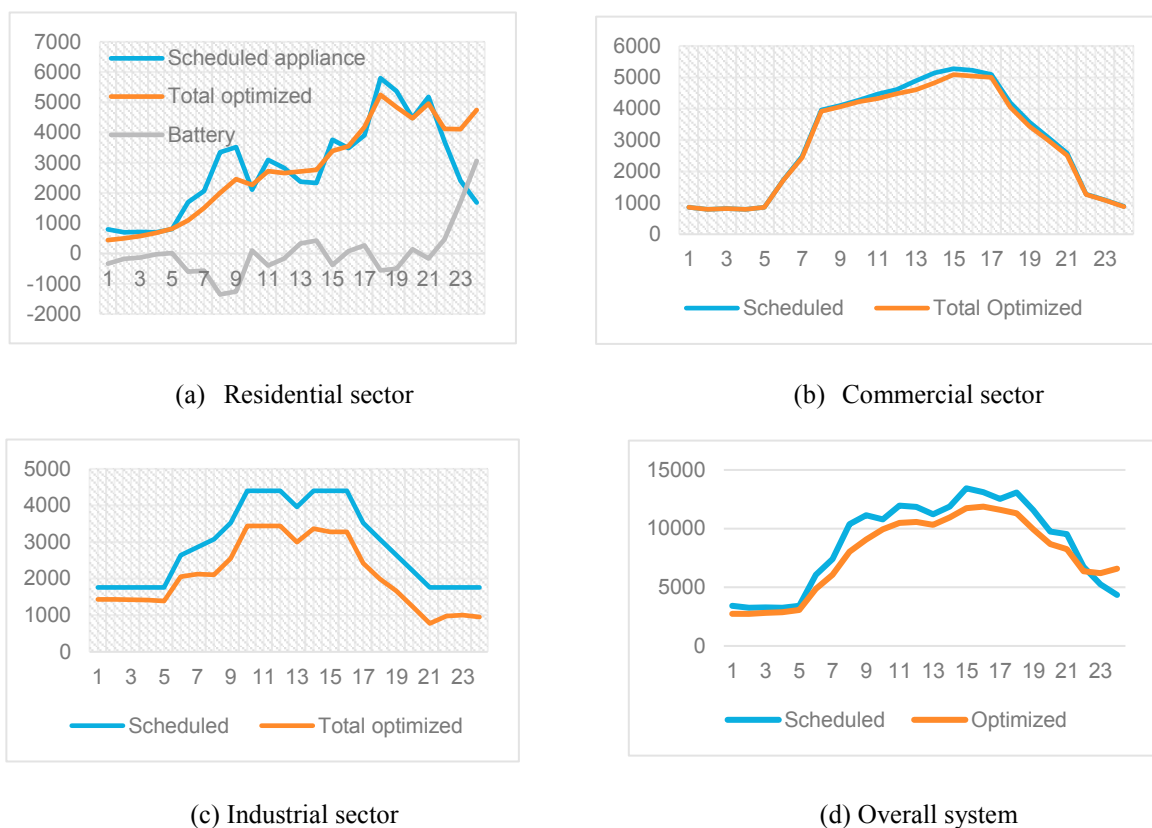 7000
6000
5000
4000
3000
2000
1000
0
-1000
-2000
Scheduled appliance
Total optimized
Battery
1 3 5 7 9 11 13 15 17 19 21 23
(a) Residential sector
6000
5000
4000
3000
2000
1000
0
1 3 5 7 9 11 13 15 17 19 21 23
Scheduled Total Optimized
(b) Commercial sector
5000
4000
3000
2000
1000
0
1 3 5 7 9 11 13 15 17 19 21 23
Scheduled Total optimized
(c) Industrial sector
15000
10000
5000
0
1 3 5 7 9 11 13 15 17 19 21 23
Scheduled Optimized
(d) Overall system